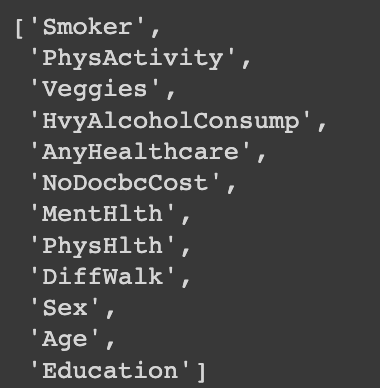 ['Smoker',
'PhysActivity',
'Veggies',
'HvyAlcoholConsump',
'AnyHealthcare',
'NoDocbcCost',
'MentHlth',
'PhysHlth',
'DiffWalk',
'Sex',
'Age',
'Education']